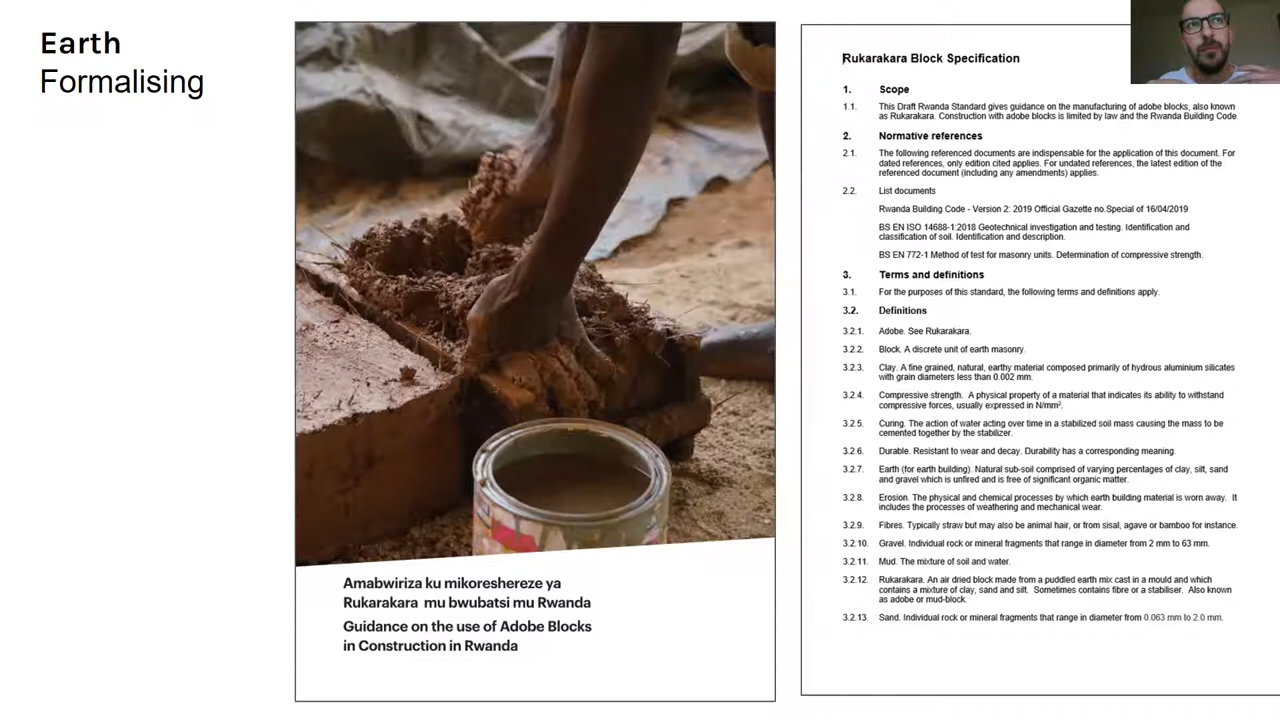 Earth
Formalising
Amabwiriza ku mikoreshereze ya
Rukarakara mu bwubatsi mu Rwanda
Guidance on the use of Adobe Blocks
in Construction in Rwanda
Rukarakara Block Specification
1. Scope
1.1. This Draft Rwanda Standard gives guidance on the manufacturing of adobe blocks, also known
as Rukarakara. Construction with adobe blocks is limited by law and the Rwanda Building Code.
2. Normative references
2.1. The following referenced documents are indispensable for the application of this document. For
dated references, only edition cited applies. For undated references, the latest edition of the
referenced document (including any amendments) applies.
2.2. List documents
Rwanda Building Code - Version 2: 2019 Official Gazette no.Special of 16/04/2019
BS EN ISO 14688-1:2018 Geotechnical investigation and testing. Identification and
classification of soil. Identification and description.
BS EN 772-1 Method of test for masonry units. Determination of compressive strength.
3. Terms and definitions
3.1. For the purposes of this standard, the following terms and definitions apply.
3.2. Definitions
3.2.1. Adobe. See Rukarakara.
3.2.2. Block. A discrete unit of earth masonry.
3.2.3. Clay. A fine grained, natural, earthy material composed primarily of hydrous aluminium silicates
with grain diameters less than 0.002 mm.
3.2.4. Compressive strength. A physical property of a material that indicates its ability to withstand
compressive forces, usually expressed in N/mm².
3.2.5. Curing. The action of water acting over time in a stabilized soil mass causing the mass to be
cemented together by the stabilizer.
3.2.6. Durable. Resistant to wear and decay. Durability has a corresponding meaning.
3.2.7. Earth (for earth building). Natural sub-soil comprised of varying percentages of clay, silt, sand
and gravel which is unfired and is free of significant organic matter.
3.2.8. Erosion. The physical and chemical processes by which earth building material is worn away. It
includes the processes of weathering and mechanical wear.
3.2.9. Fibres. Typically straw but may also be animal hair, or from sisal, agave or bamboo for instance.
3.2.10. Gravel. Individual rock or mineral fragments that range in diameter from 2 mm to 63 mm.
3.2.11. Mud. The mixture of soil and water.
3.2.12. Rukarakara. An air dried block made from a puddled earth mix cast in a mould and which
contains a mixture of clay, sand and silt. Sometimes contains fibre or a stabiliser. Also known
as adobe or mud-block.
3.2.13. Sand. Individual rock or mineral fragments that range in diameter from 0.063 mm to 2.0 mm.